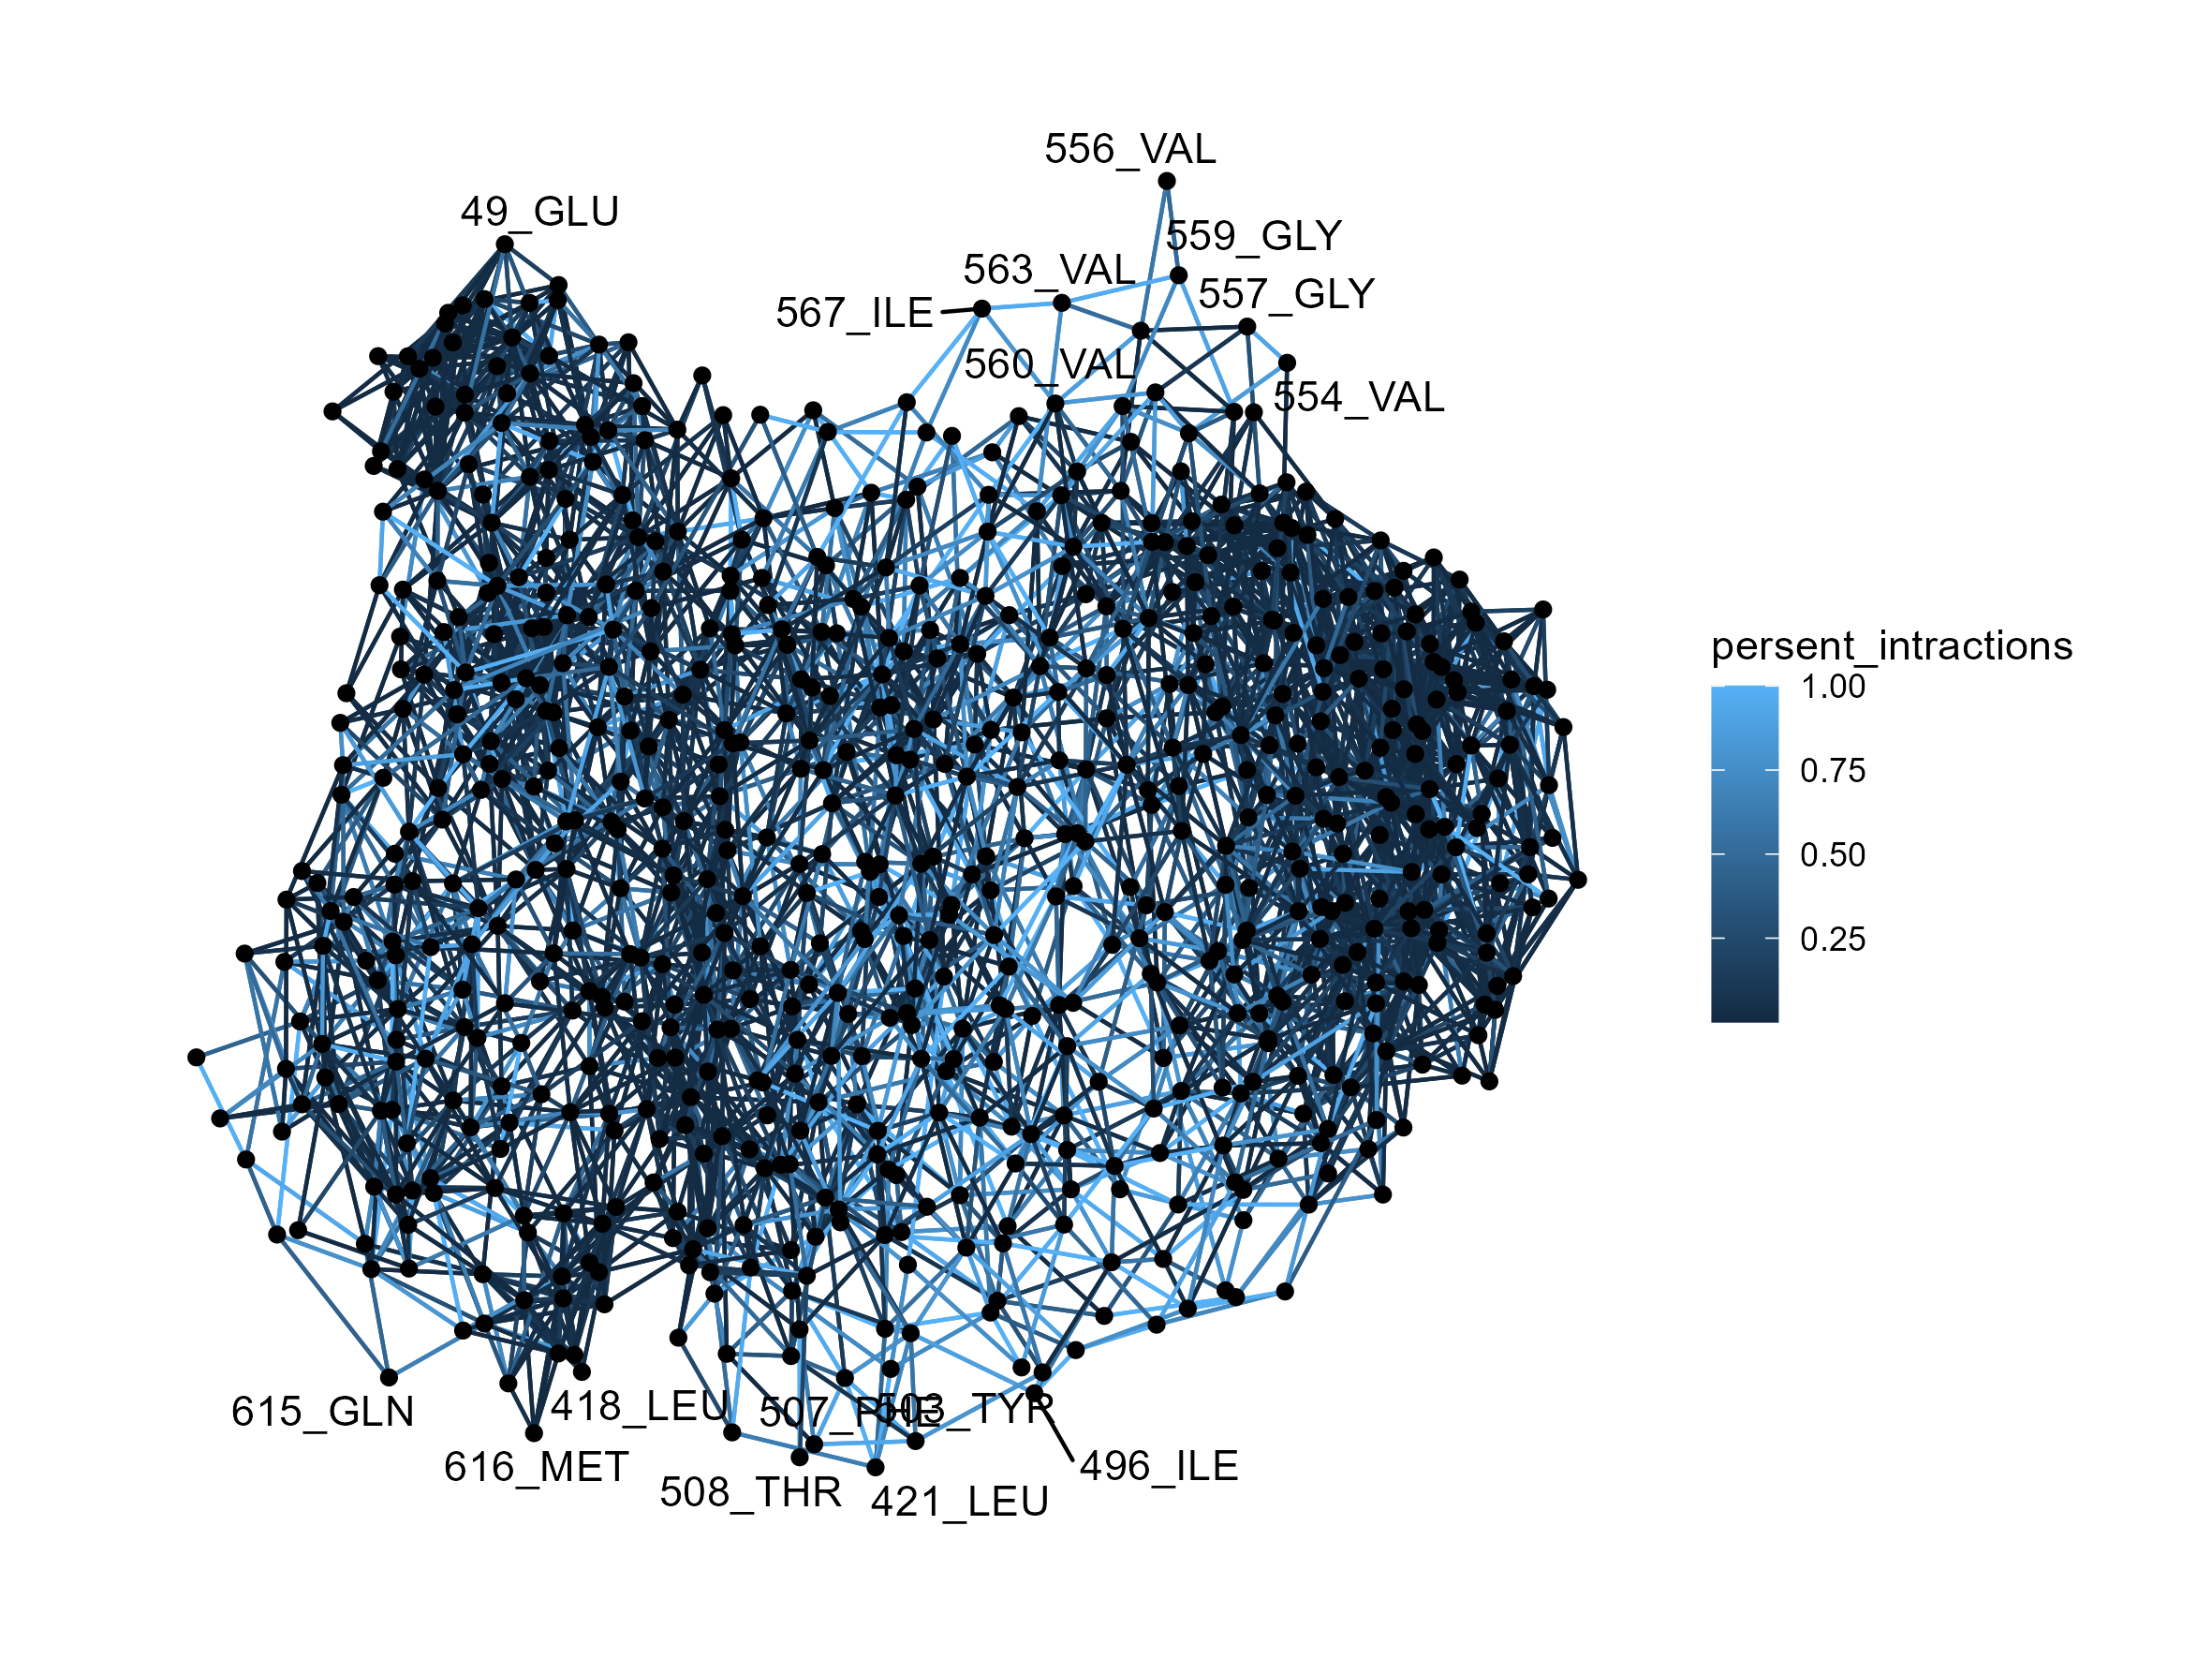 556_VAL
49_GLU
559_GLY
563_VAL
557_GLY
567_ILE
560_VAL
554_VAL
persent_intractions
1.00
0.75
0.50
0.25
615_GLN
418_LEU
507_PHE
503_TYR
616_MET
496_ILE
508_THR
421_LEU